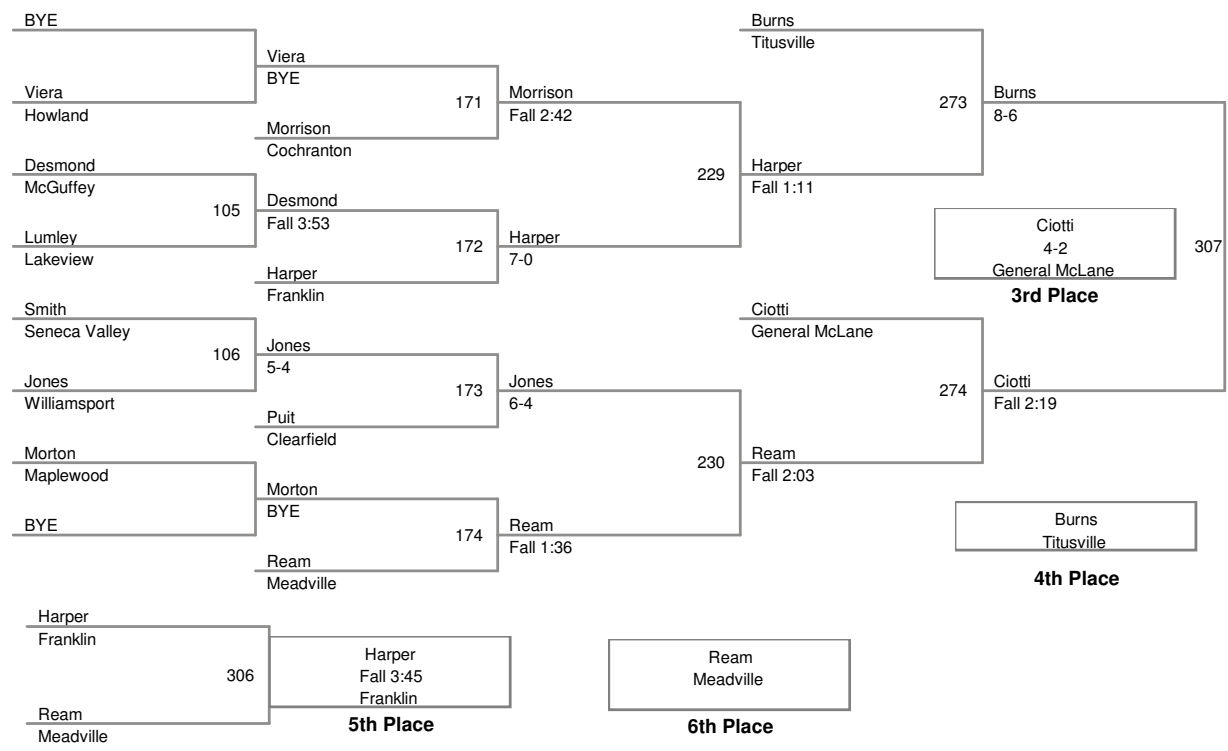 BYE
Viera
Howland
Desmond
McGuffey
105
Lumley
Lakeview
Smith
Seneca Valley
106
Jones
Williamsport
Morton
Maplewood
BYE
Viera
BYE
171
Morrison
Cochranton
Desmond
Fall 3:53
172
Harper
Franklin
Jones
5-4
173
Puit
Clearfield
Morton
BYE
174
Ream
Meadville
Morrison
Fall 2:42
229
Harper
7-0
Jones
6-4
230
Ream
Fall 1:36
Burns
Titusville
273
Harper
Fall 1:11
Ciotti
General McLane
274
Ream
Fall 2:03
Burns
8-6
307
Ciotti
Fall 2:19
Ciotti
4-2
General McLane
3rd Place
Burns
Titusville
4th Place
Harper
Franklin
306
Ream
Meadville
Harper
Fall 3:45
Franklin
5th Place
Ream
Meadville
6th Place